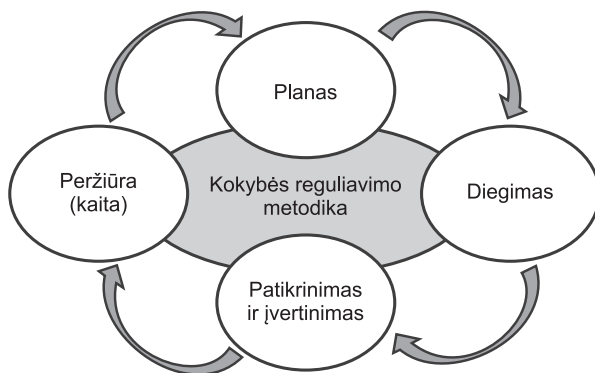 Planas
Peržiūra
(kaita)
Kokybės reguliavimo
metodika
Diegimas
Patikrinimas
ir įvertinimas